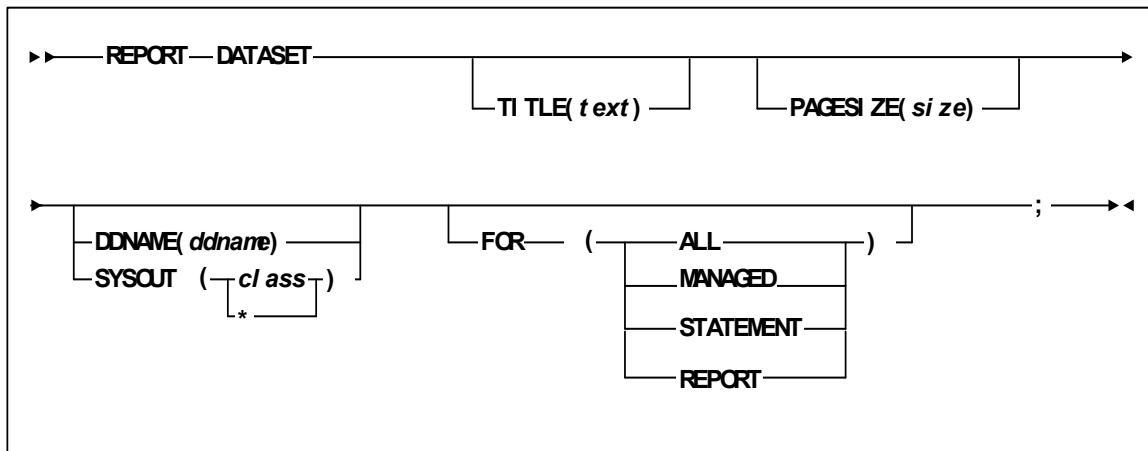 REPORT DATASET
TITLE(text) PAGESIZE(size)
;
DDNAME(ddname) FOR ( ALL )
SYSOUT ( class ) MANAGED
* STATEMENT
REPORT